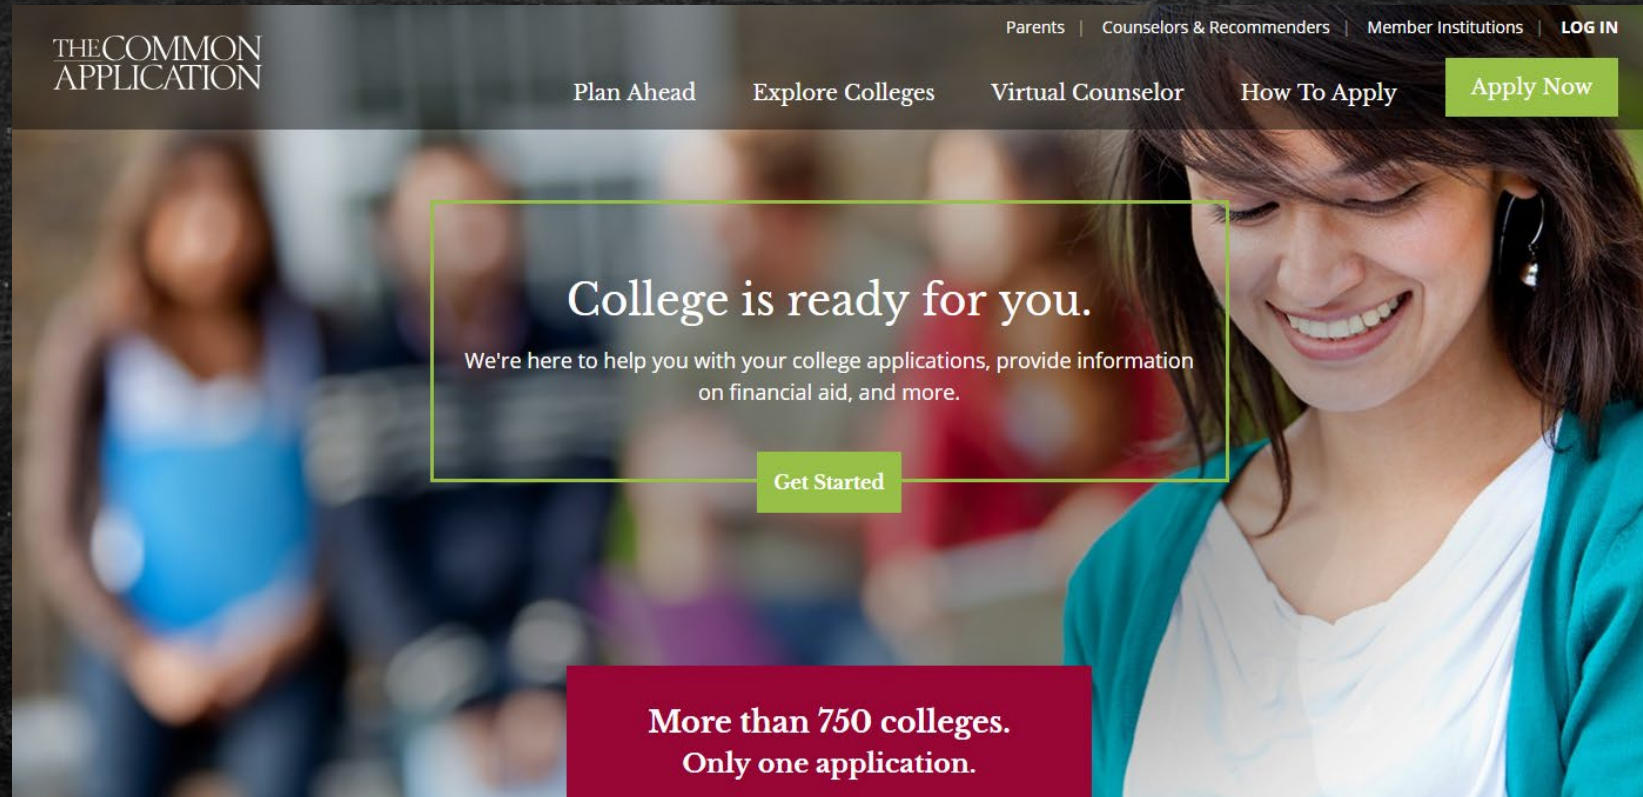 THE COMMON
APPLICATION
Parents | Counselors & Recommenders | Member Institutions | LOG IN
Plan Ahead Explore Colleges Virtual Counselor How To Apply Apply Now
College is ready for you.
We're here to help you with your college applications, provide information
on financial aid, and more.
Get Started
More than 750 colleges.
Only one application.